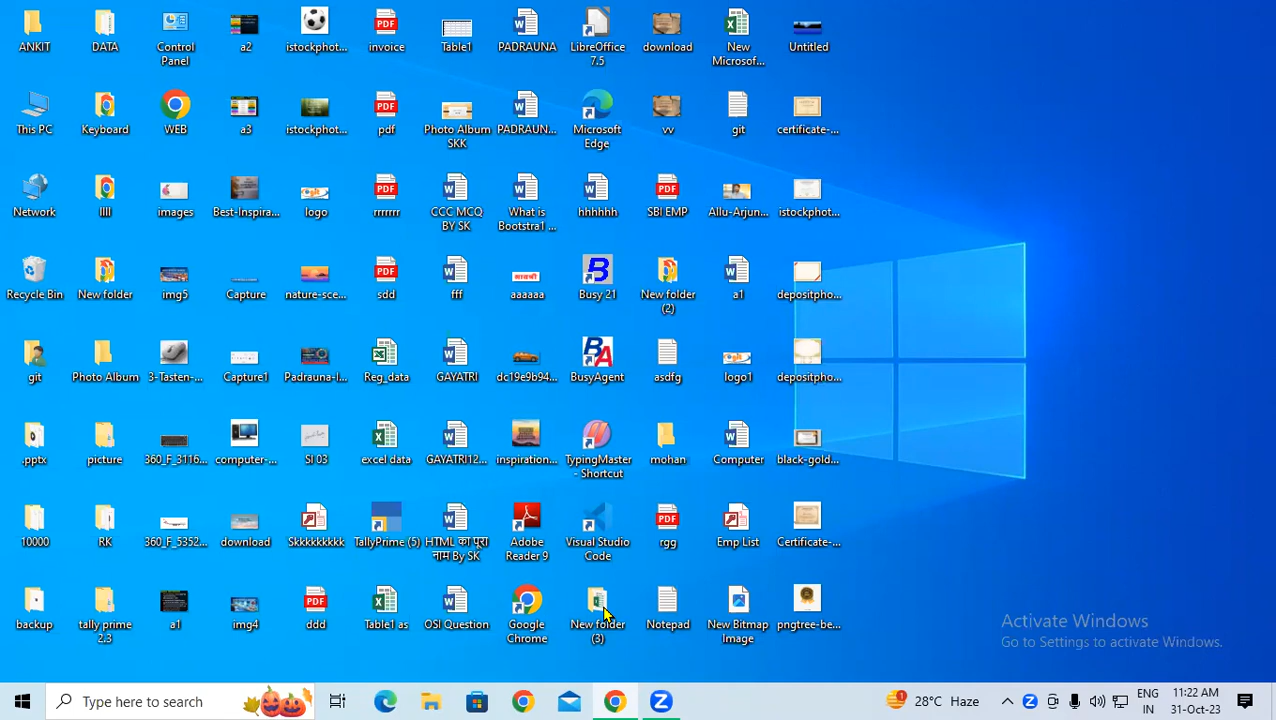 ANKIT
DATA
Control
Panel
a2
istockphot...
invoice
Table1
PADRAUNA
LibreOffice
7.5
download
New
Microsof...
Untitled
This PC
Keyboard
WEB
a3
istockphot...
pdf
Photo Album
SKK
PADRAUN...
Microsoft
Edge
vv
git
certificate-...
Network
IIII
images
Best-Inspira...
logo
rrrrrrr
CCC MCQ
BY SK
What is
Bootstra1 ...
hhhhhh
SBI EMP
Allu-Arjun...
istockphot...
Recycle Bin
New folder
img5
Capture
nature-sce...
sdd
fff
aaaaaa
Busy 21
New folder
(2)
a1
depositpho...
git
Photo Album
3-Tasten-...
Capture1
Padrauna-I...
Reg_data
GAYATRI
dc19e9b94...
BusyAgent
asdfg
logo1
depositpho...
.pptx
picture
360_F_3116...
computer-...
SI 03
excel data
GAYATRI12...
inspiration...
TypingMaster
- Shortcut
mohan
Computer
black-gold...
10000
RK
360_F_5352...
download
Skkkkkkkk
TallyPrime (5)
HTML का पूरा
नाम By SK
Adobe
Reader 9
Visual Studio
Code
rgg
Emp List
Certificate-...
backup
tally prime
2.3
a1
img4
ddd
Table1 as
OSI Question
Google
Chrome
New folder
(3)
Notepad
New Bitmap
Image
pngtree-be...
Activate Windows
Go to Settings to activate Windows.
Type here to search
28°C Haze
ENG
IN
11:22 AM
31-Oct-23